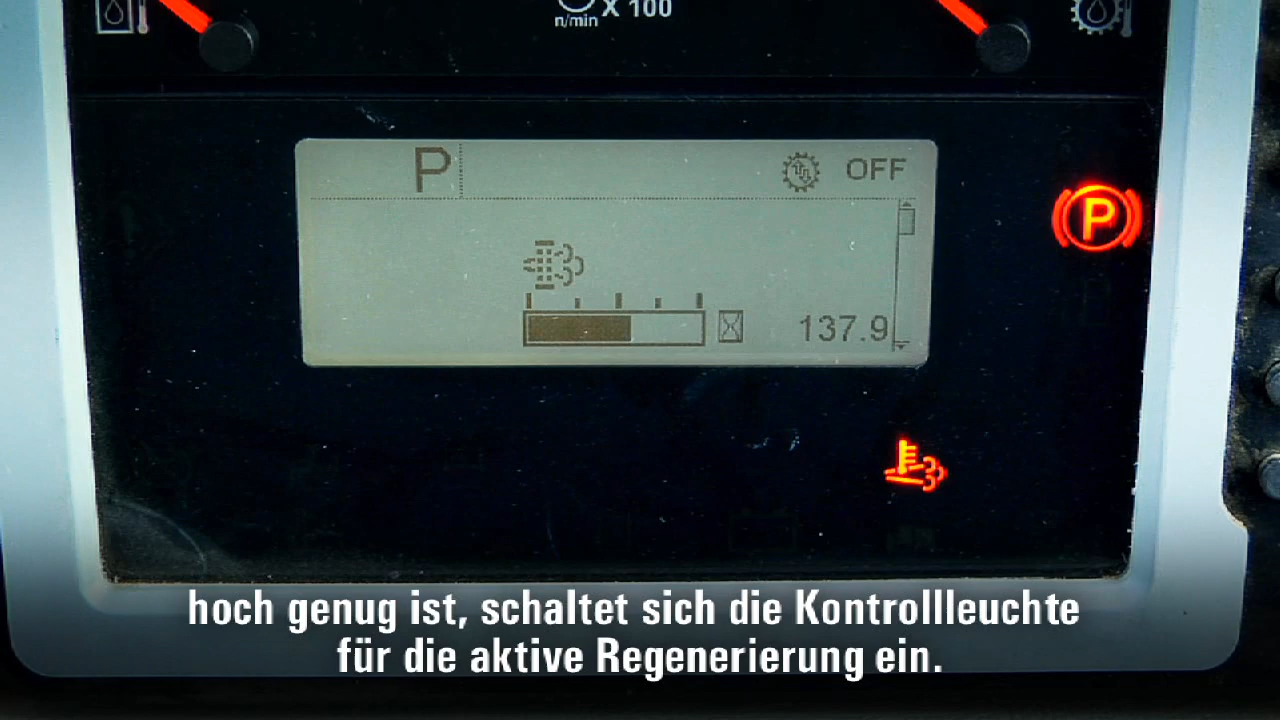 n/min X 100
P OFF
137.9
P
hoch genug ist, schaltet sich die Kontrollleuchte
für die aktive Regenerierung ein.